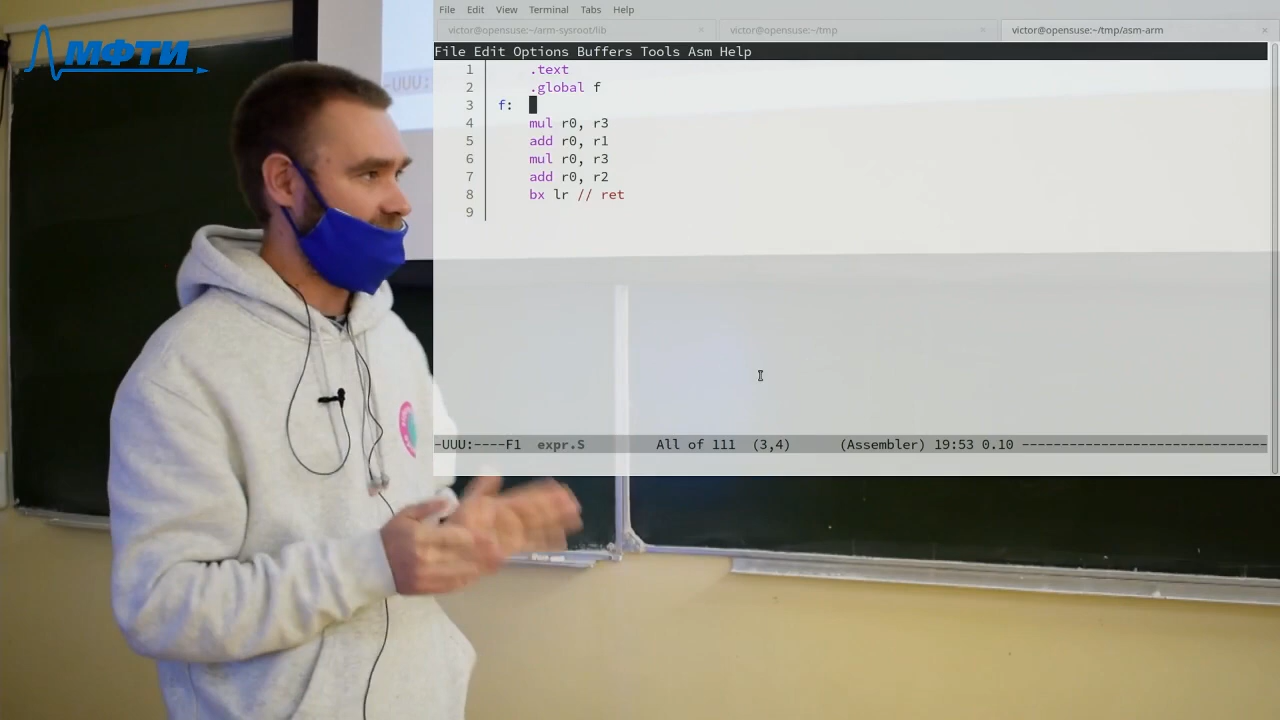 МФТИ
File Edit View Terminal Tabs Help
victor@opensuse:~/arm-sysroot/lib × victor@opensuse:~/tmp × victor@opensuse:~/tmp/asm-arm ×
File Edit Options Buffers Tools Asm Help
1 .text
2 .global f
3 f:
4 mul r0, r3
5 add r0, r1
6 mul r0, r3
7 add r0, r2
8 bx lr // ret
9
-UUU:----F1 expr.S All of 111 (3,4) (Assembler) 19:53 0.10 -------------------------------
-UUU: